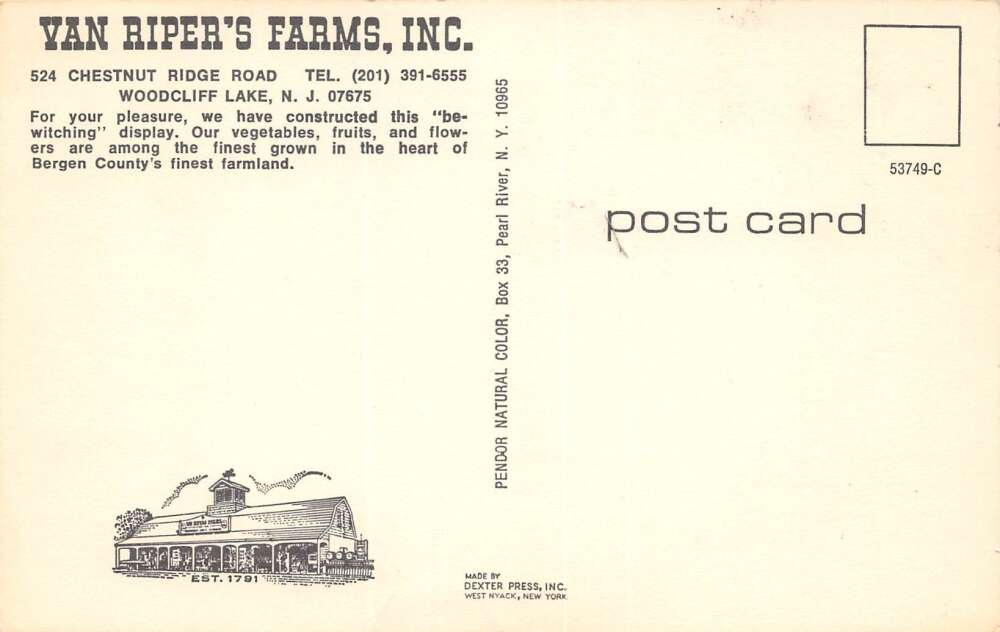 VAN RIPER'S FARMS, INC.
524 CHESTNUT RIDGE ROAD TEL. (201) 391-6555
WOODCLIFF LAKE, N. J. 07675
For your pleasure, we have constructed this "be-
witching" display. Our vegetables, fruits, and flow-
ers are among the finest grown in the heart of
Bergen County's finest farmland.
EST. 1791
PENDOR NATURAL COLOR, Box 33, Pearl River, N. Y. 10965
MADE BY
DEXTER PRESS, INC.
WEST NYACK, NEW YORK
53749-C
post card